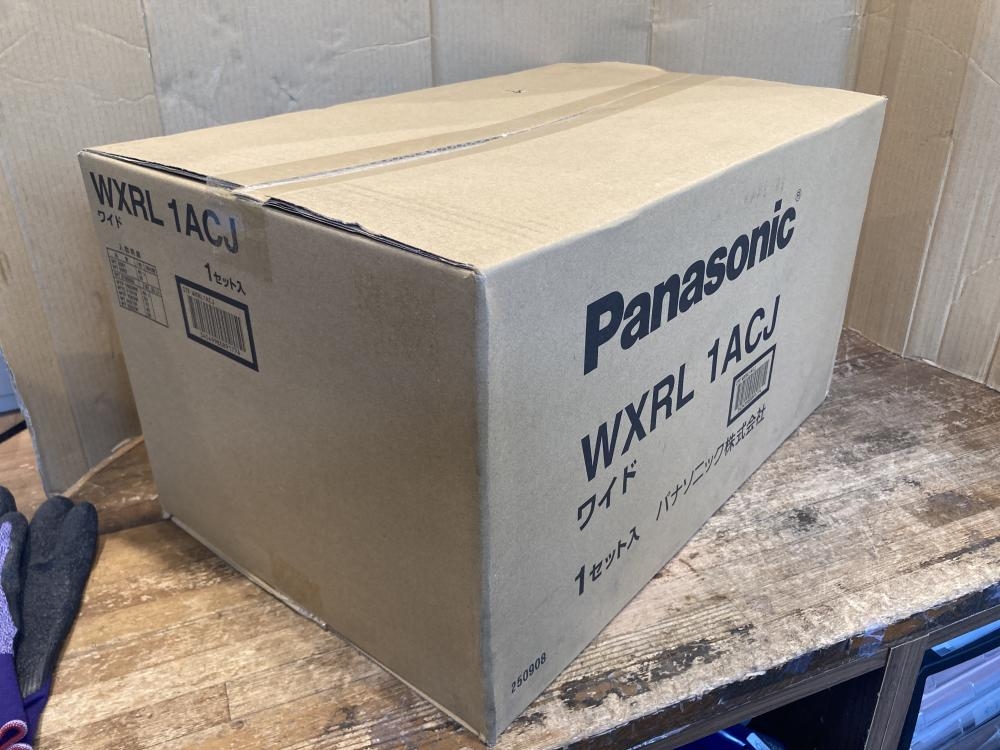 WXRL 1ACJ
ワイド
1セット入
Panasonic®
WXRL 1ACJ
ワイド
パナソニック株式会社
1セット入
250908